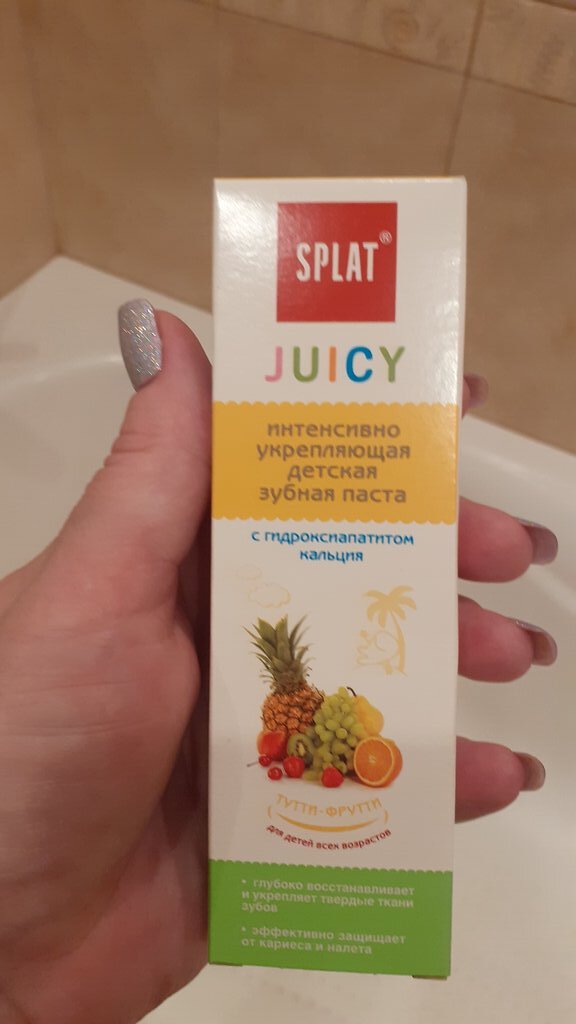 SPLAT®
JUICY
интенсивно
укрепляющая
детская
зубная паста
с гидроксиапатитом
кальция
ТУТТИ-ФРУТТИ
для детей всех возрастов
• глубоко восстанавливает
и укрепляет твердые ткани
зубов
• эффективно защищает
от кариеса и налета